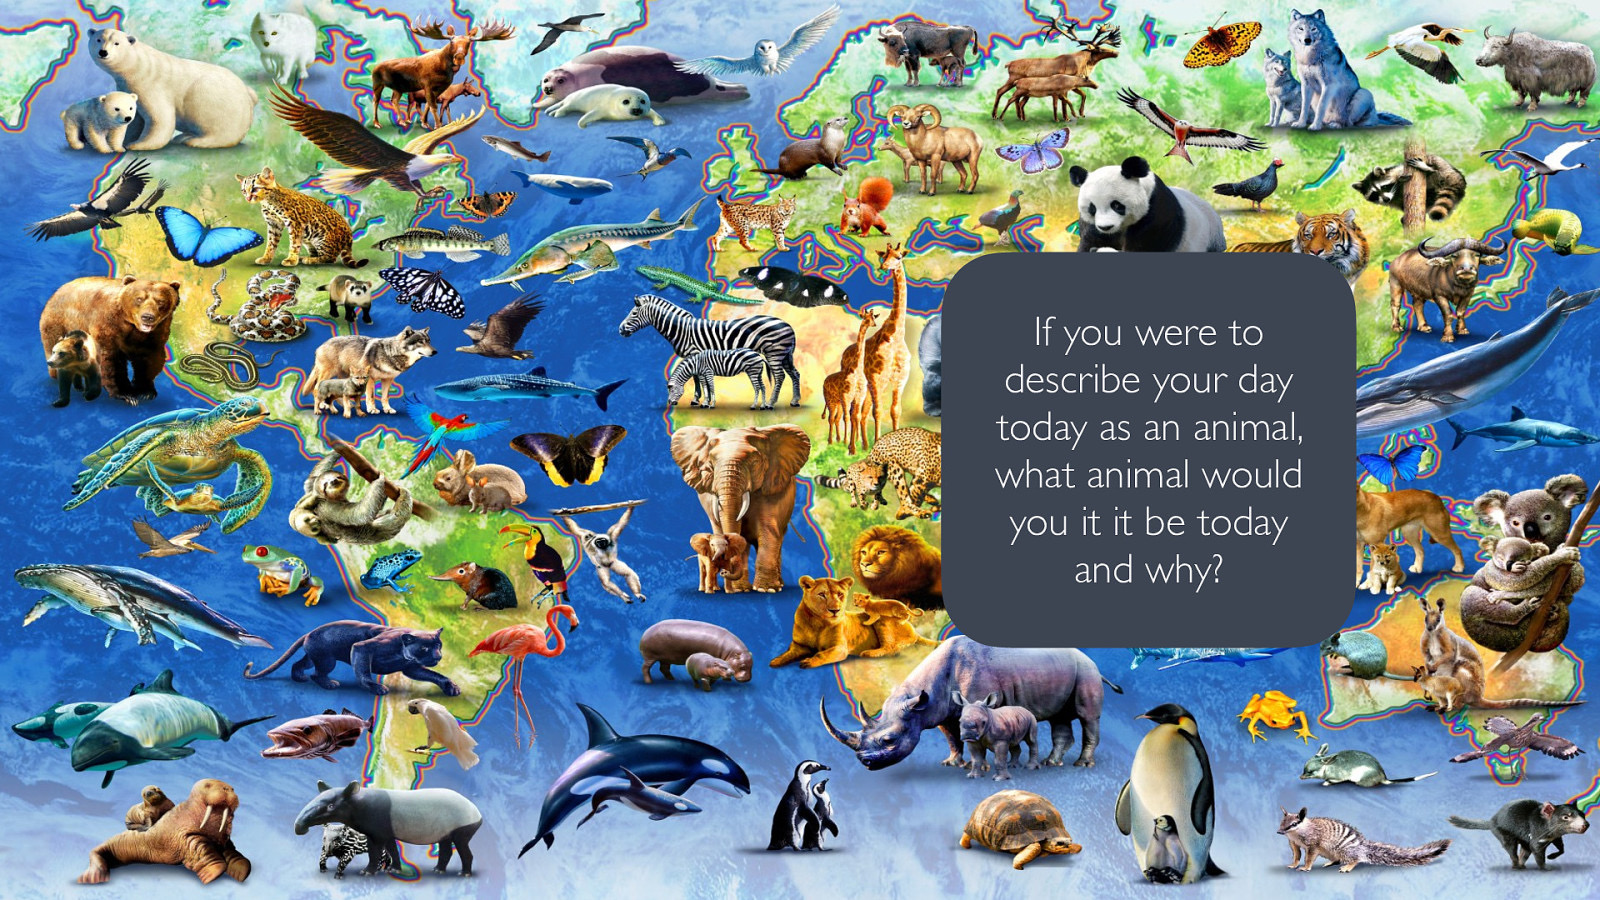 If you were to
describe your day
today as an animal,
what animal would
you it it be today
and why?